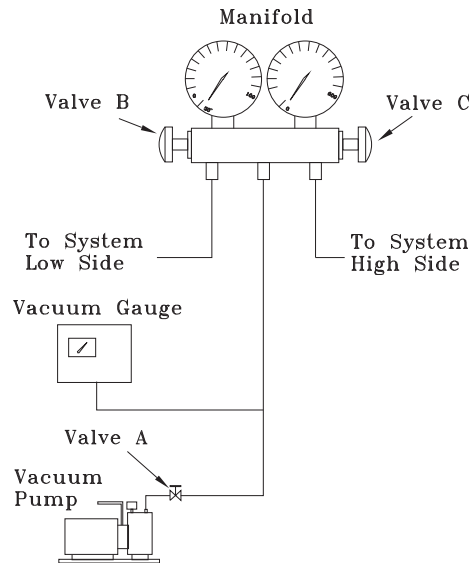 Manifold
Valve B
Valve C
To System
Low Side
To System
High Side
Vacuum Gauge
Valve A
Vacuum
Pump